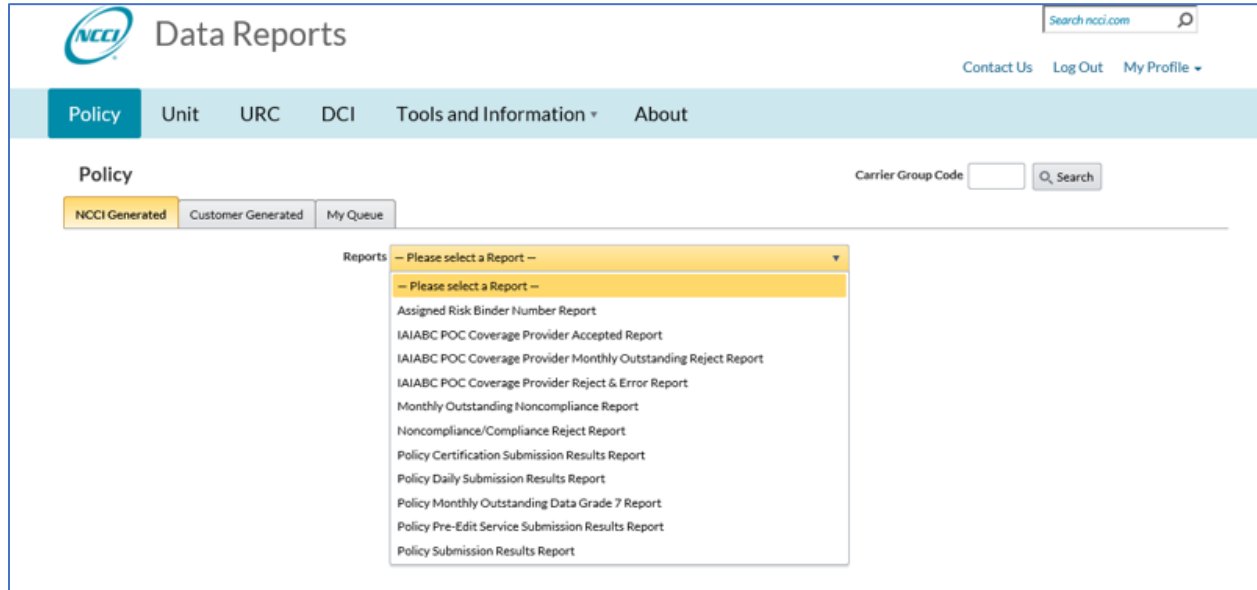 NCCI
Data Reports
Search ncci.com
Contact Us Log Out My Profile
Policy Unit URC DCI Tools and Information About
Policy
Carrier Group Code Search
NCCI Generated Customer Generated My Queue
Reports — Please select a Report —
— Please select a Report —
Assigned Risk Binder Number Report
IAIABC POC Coverage Provider Accepted Report
IAIABC POC Coverage Provider Monthly Outstanding Reject Report
IAIABC POC Coverage Provider Reject & Error Report
Monthly Outstanding Noncompliance Report
Noncompliance/Compliance Reject Report
Policy Certification Submission Results Report
Policy Daily Submission Results Report
Policy Monthly Outstanding Data Grade 7 Report
Policy Pre-Edit Service Submission Results Report
Policy Submission Results Report